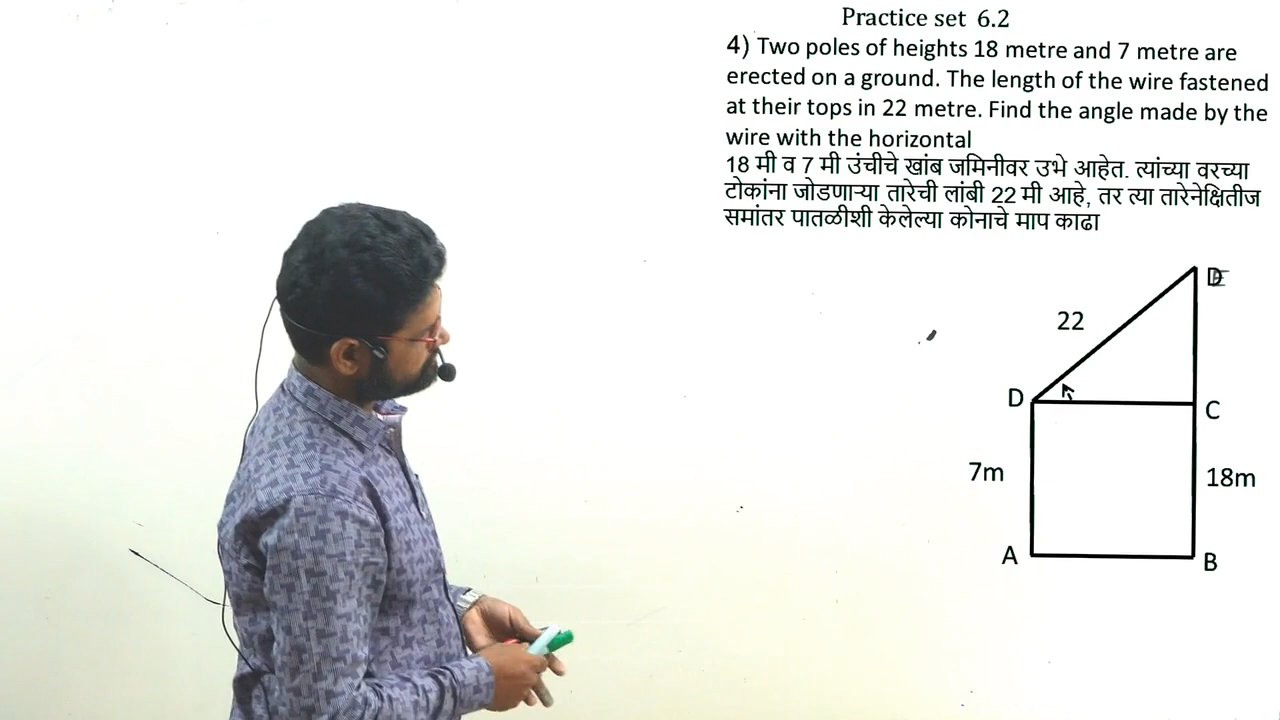 Practice set 6.2
4) Two poles of heights 18 metre and 7 metre are
erected on a ground. The length of the wire fastened
at their tops in 22 metre. Find the angle made by the
wire with the horizontal
18 मी व 7 मी उंचीचे खांब जमिनीवर उभे आहेत. त्यांच्या वरच्या
टोकांना जोडणाऱ्या तारेची लांबी 22 मी आहे, तर त्या तारेनेक्षितीज
समांतर पातळीशी केलेल्या कोनाचे माप काढा
E
22
D
C
7m
18m
A
B